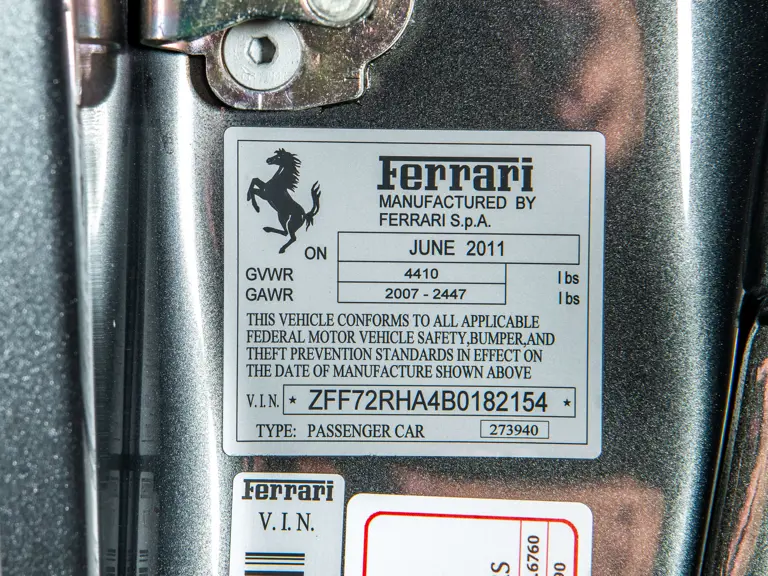 Ferrari
MANUFACTURED BY
FERRARI S.p.A.
ON JUNE 2011
GVWR 4410 lbs
GAWR 2007 - 2447 lbs
THIS VEHICLE CONFORMS TO ALL APPLICABLE
FEDERAL MOTOR VEHICLE SAFETY,BUMPER,AND
THEFT PREVENTION STANDARDS IN EFFECT ON
THE DATE OF MANUFACTURE SHOWN ABOVE
V.I.N. * ZFF72RHA4B0182154 *
TYPE: PASSENGER CAR 273940
Ferrari
V.I.N.